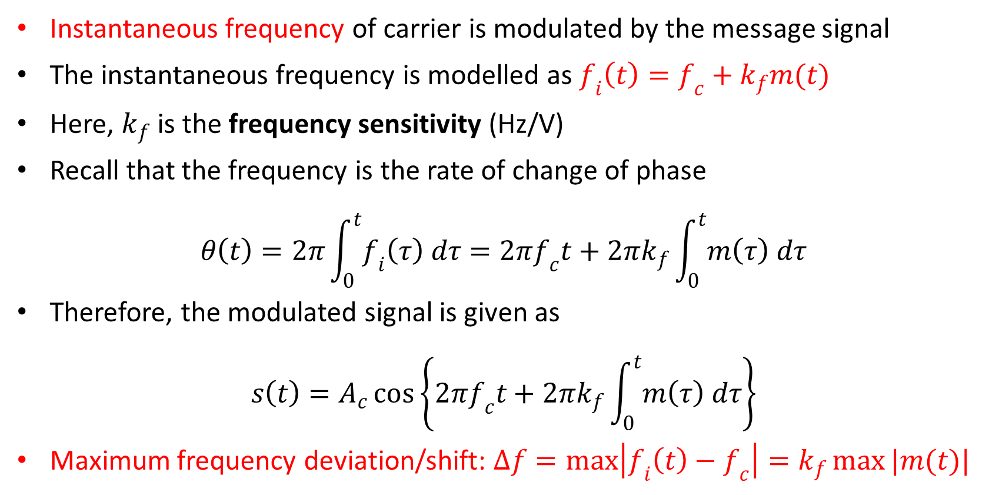 • Instantaneous frequency of carrier is modulated by the message signal
• The instantaneous frequency is modelled as $f_i(t) = f_c + k_f m(t)$
• Here, $k_f$ is the frequency sensitivity (Hz/V)
• Recall that the frequency is the rate of change of phase
$\theta(t) = 2\pi \int_0^t f_i(\tau) \, d\tau = 2\pi f_c t + 2\pi k_f \int_0^t m(\tau) \, d\tau$
• Therefore, the modulated signal is given as
$s(t) = A_c \cos \left\{ 2\pi f_c t + 2\pi k_f \int_0^t m(\tau) \, d\tau \right\}$
• Maximum frequency deviation/shift: $\Delta f = \max |f_i(t) - f_c| = k_f \max |m(t)|$